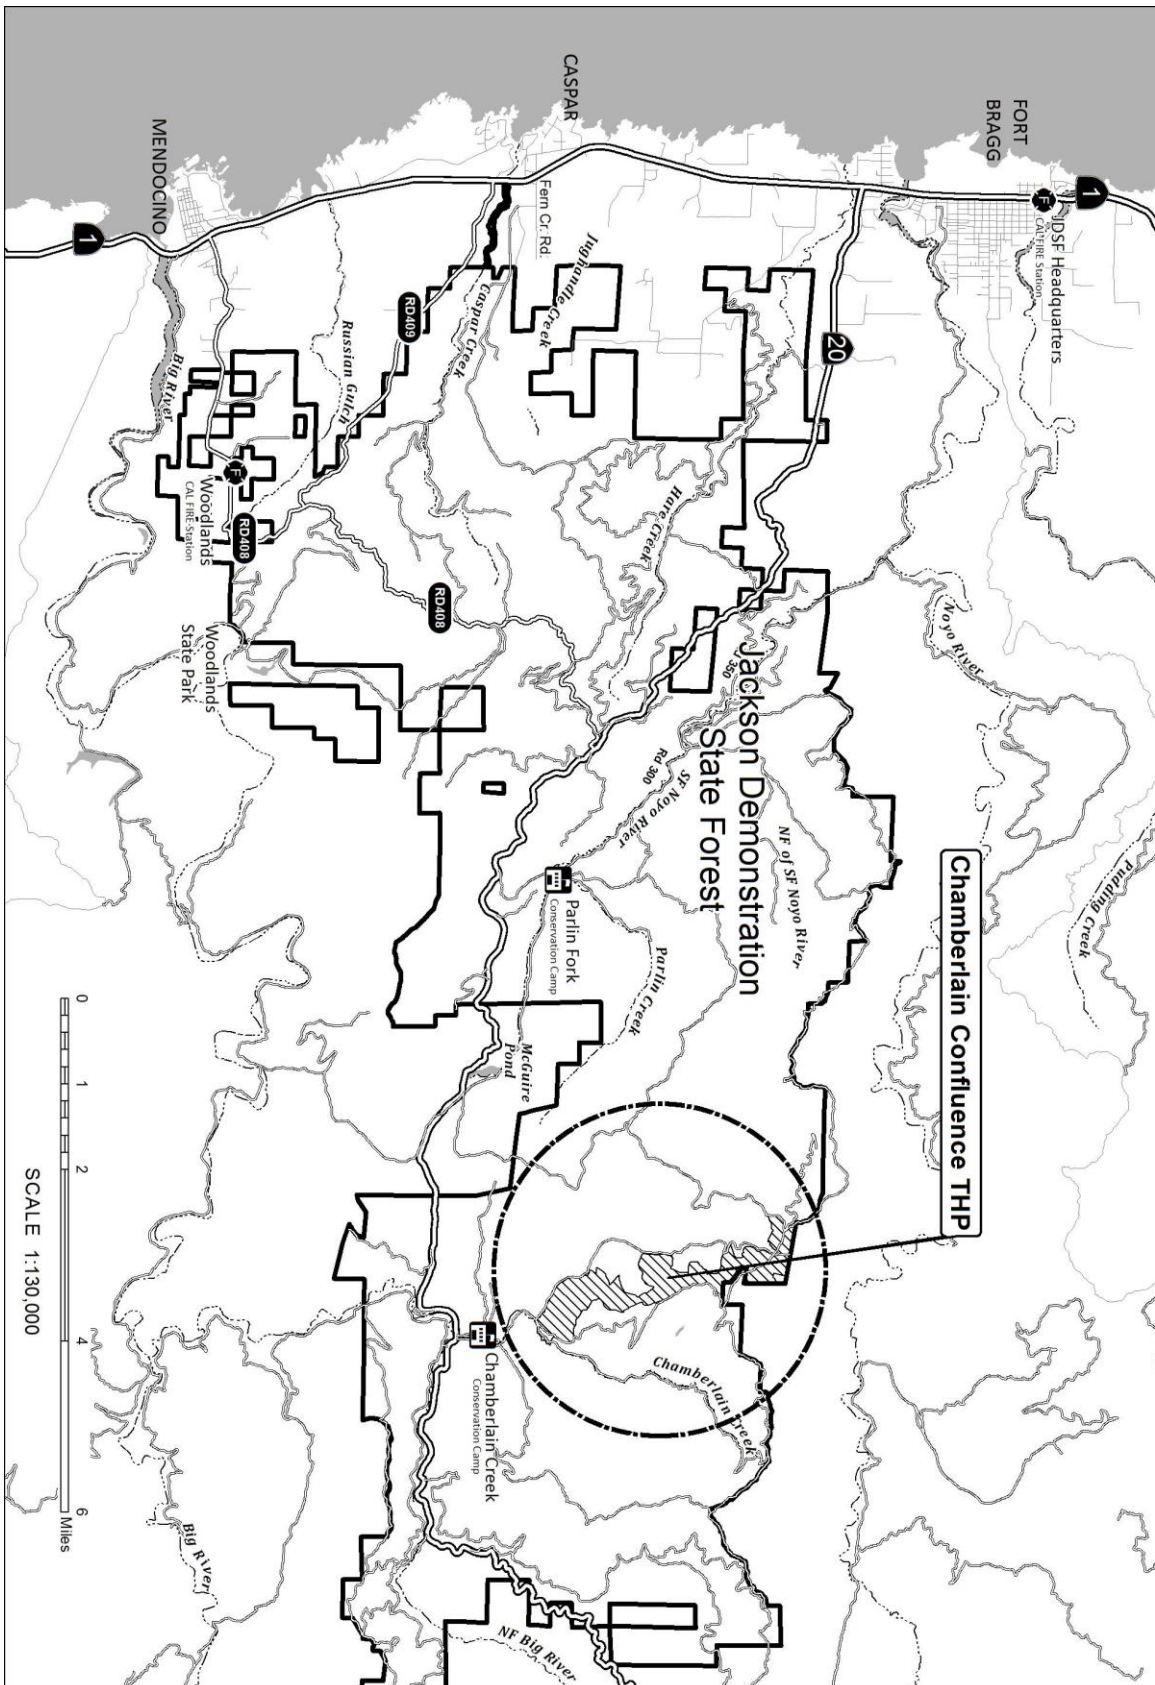 FORT
BRAGG
1
F
JDSF Headquarters
CAL FIRE Station
CASPAR
Fern Cr. Rd.
MENDOCINO
1
Jughandle Creek
Caspar Creek
RD409
Russian Gulch
Big River
20
F
Woodlands
CAL FIRE Station
RD408
RD408
Hare Creek
Woodlands
State Park
Noyo River
350
Jackson Demonstration
State Forest
Rd 300
SF Noyo River
NF of SF Noyo River
Pudding Creek
Chamberlain Confluence THP
Parlin Fork
Conservation Camp
Parlin Creek
McGuire
Pond
Chamberlain Creek
Chamberlain Creek
Conservation Camp
Big River
NF Big River
0 1 2 4 6
Miles
SCALE 1:130,000